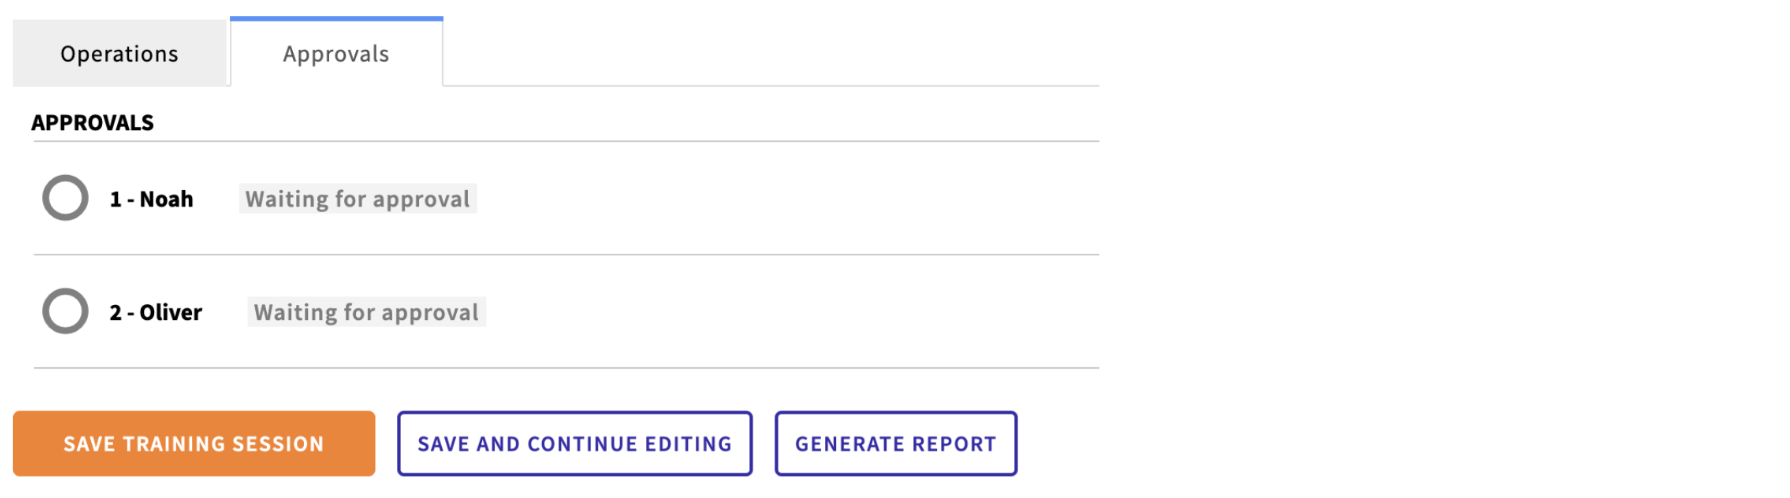 Operations Approvals
APPROVALS
1 - Noah Waiting for approval
2 - Oliver Waiting for approval
SAVE TRAINING SESSION SAVE AND CONTINUE EDITING GENERATE REPORT